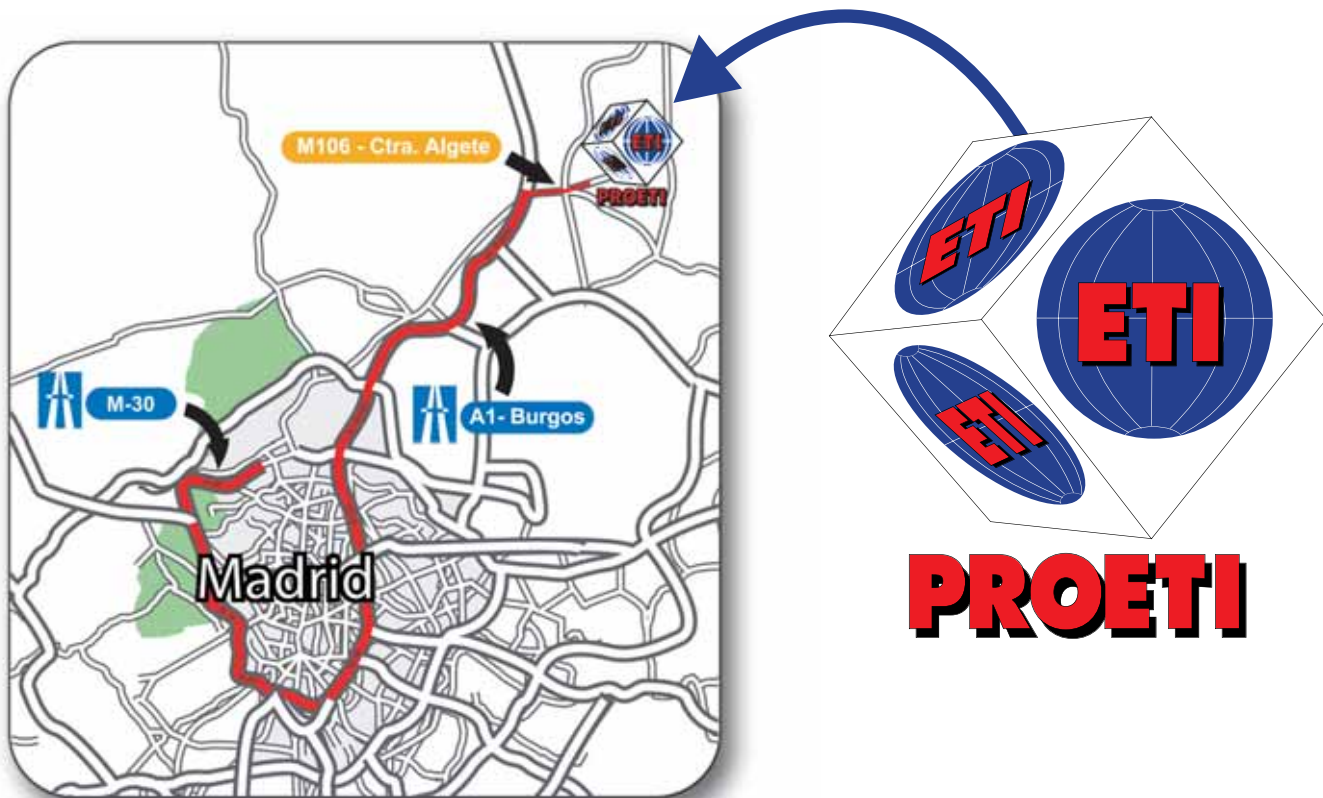 M106 - Ctra. Algete
ETI
PROETI
M-30
A1- Burgos
Madrid
ETI
ETI
ETI
PROETI